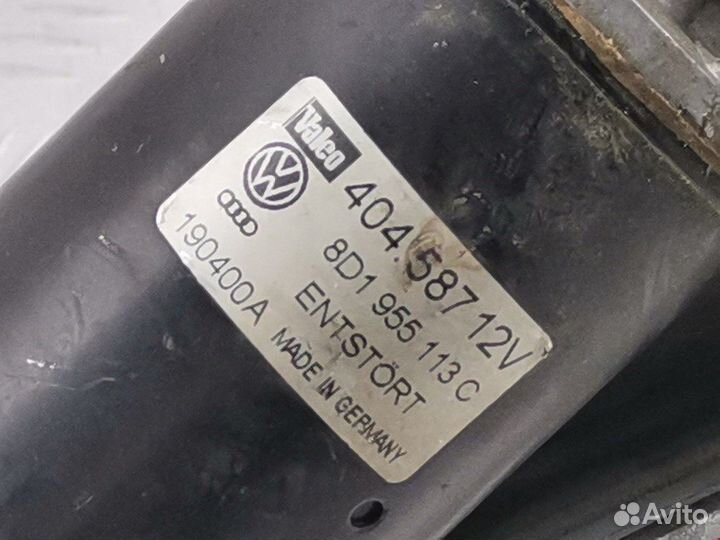 Valeo
404.587 12V
8D1 955 113 C
ENTSTÖRT
190400A MADE IN GERMANY
Avito